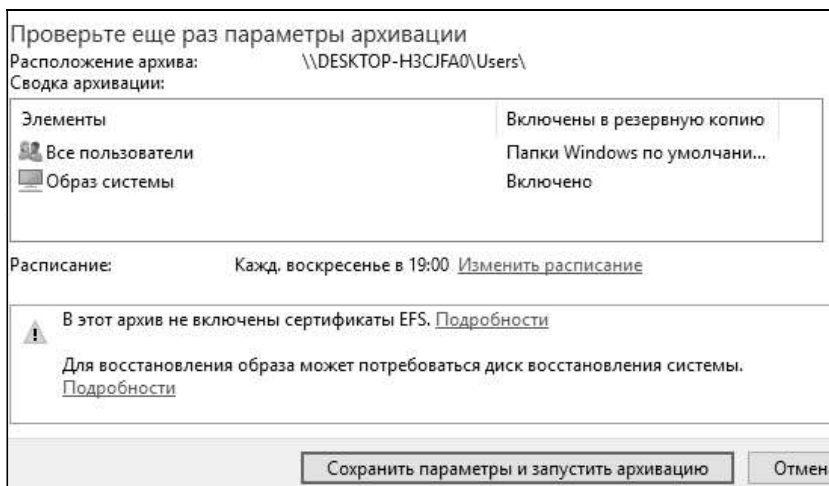 Проверьте еще раз параметры архивации
Расположение архива: \\DESKTOP-H3CJFA0\Users\
Сводка архивации:
Элементы Включены в резервную копию
Все пользователи Папки Windows по умолчани...
Образ системы Включено
Расписание: Кажд. воскресенье в 19:00 Изменить расписание
В этот архив не включены сертификаты EFS. Подробности
Для восстановления образа может потребоваться диск восстановления системы.
Подробности
Сохранить параметры и запустить архивацию Отмен